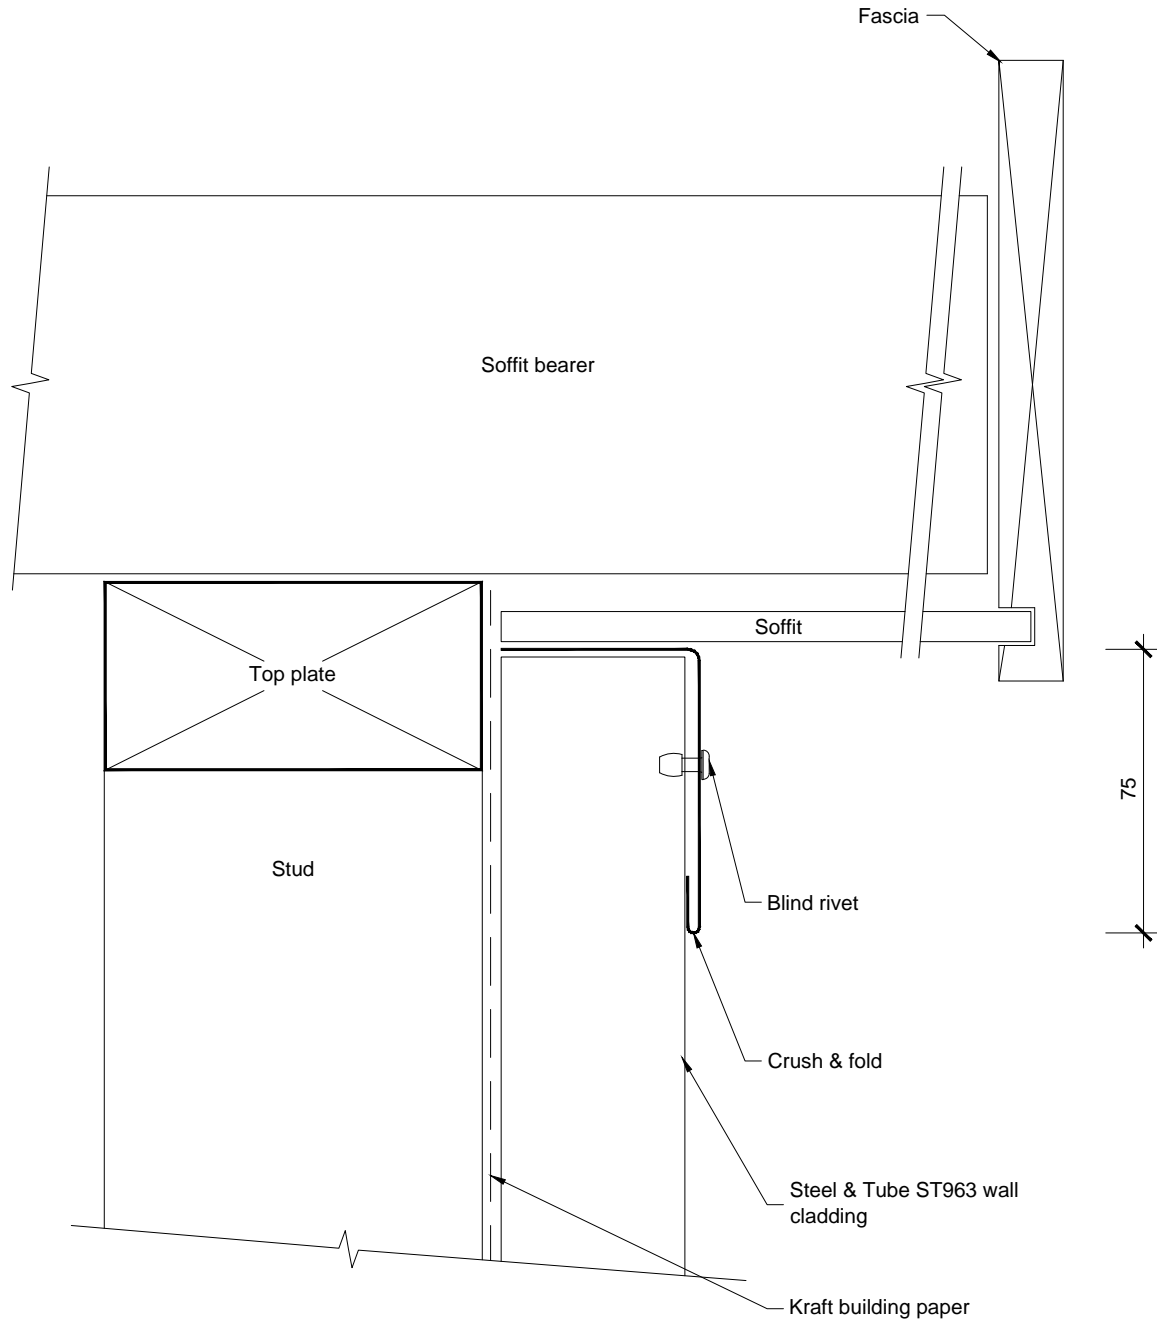 Fascia
Soffit bearer
Soffit
Top plate
75
Stud
Blind rivet
Crush & fold
Steel & Tube ST963 wall
cladding
Kraft building paper